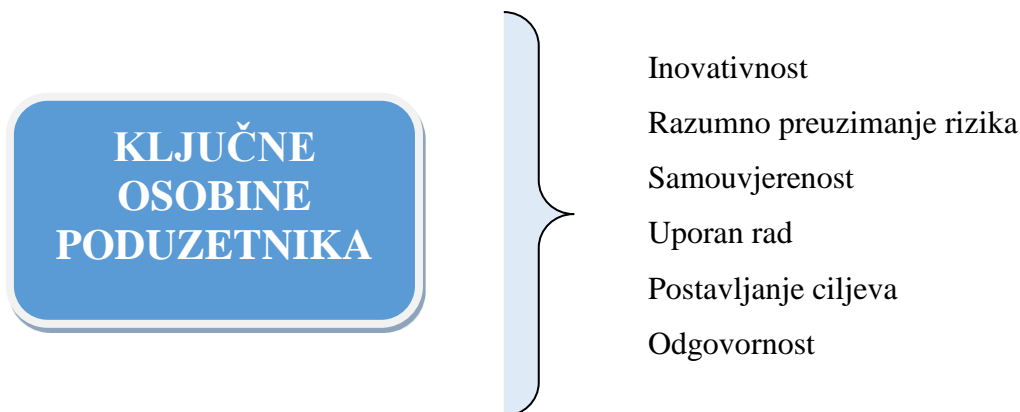 KLJUČNE
OSOBINE
PODUZETNIKA
Inovativnost
Razumno preuzimanje rizika
Samouvjerenost
Uporan rad
Postavljanje ciljeva
Odgovornost